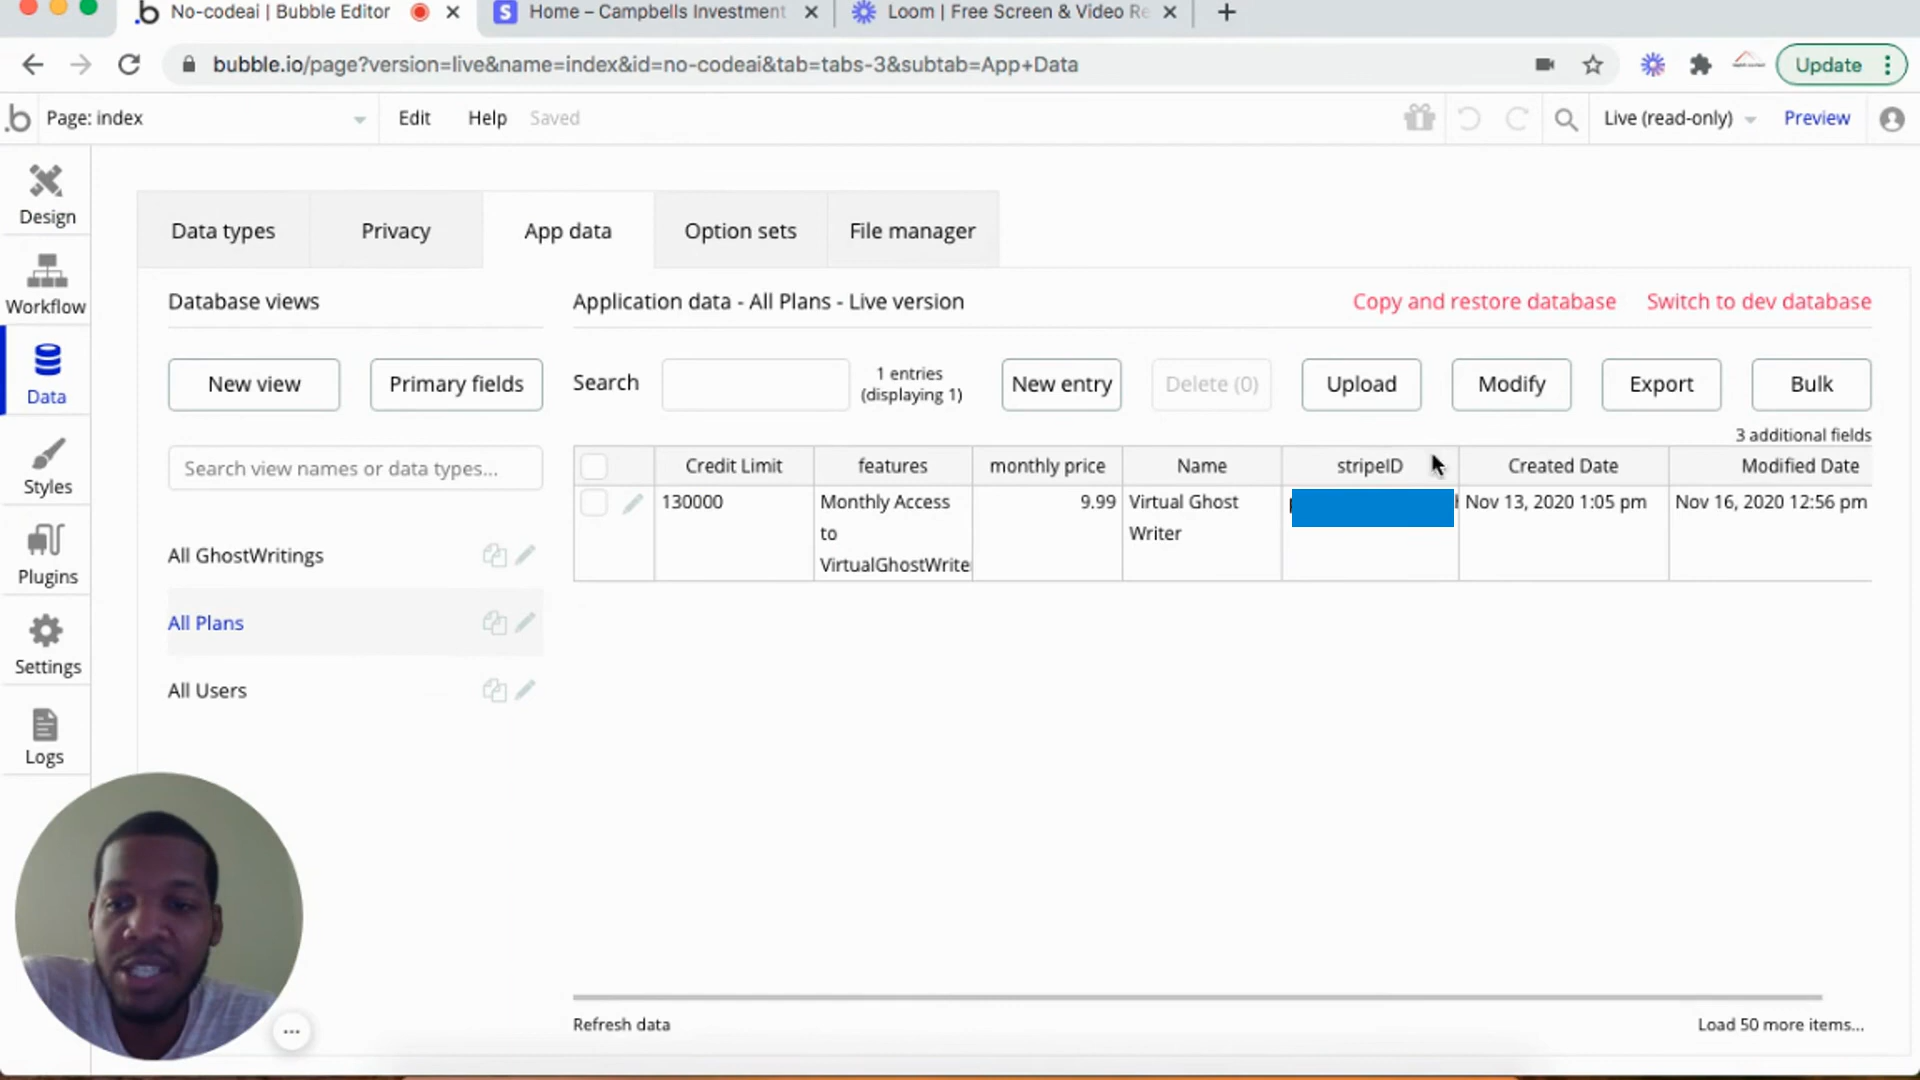 No-codeai | Bubble Editor
Home – Campbells Investment
Loom | Free Screen & Video Re
bubble.io/page?version=live&name=index&id=no-codeai&tab=tabs-3&subtab=App+Data
Update
Page: index
Edit
Help
Saved
Live (read-only)
Preview
Design
Workflow
Data
Styles
Plugins
Settings
Logs
Data types
Privacy
App data
Option sets
File manager
Database views
Application data - All Plans - Live version
Copy and restore database
Switch to dev database
New view
Primary fields
Search
1 entries
(displaying 1)
New entry
Delete (0)
Upload
Modify
Export
Bulk
3 additional fields
Search view names or data types...
All GhostWritings
All Plans
All Users
Credit Limit
features
monthly price
Name
stripeID
Created Date
Modified Date
130000
Monthly Access
to
VirtualGhostWrite
9.99
Virtual Ghost
Writer
Nov 13, 2020 1:05 pm
Nov 16, 2020 12:56 pm
Refresh data
Load 50 more items...